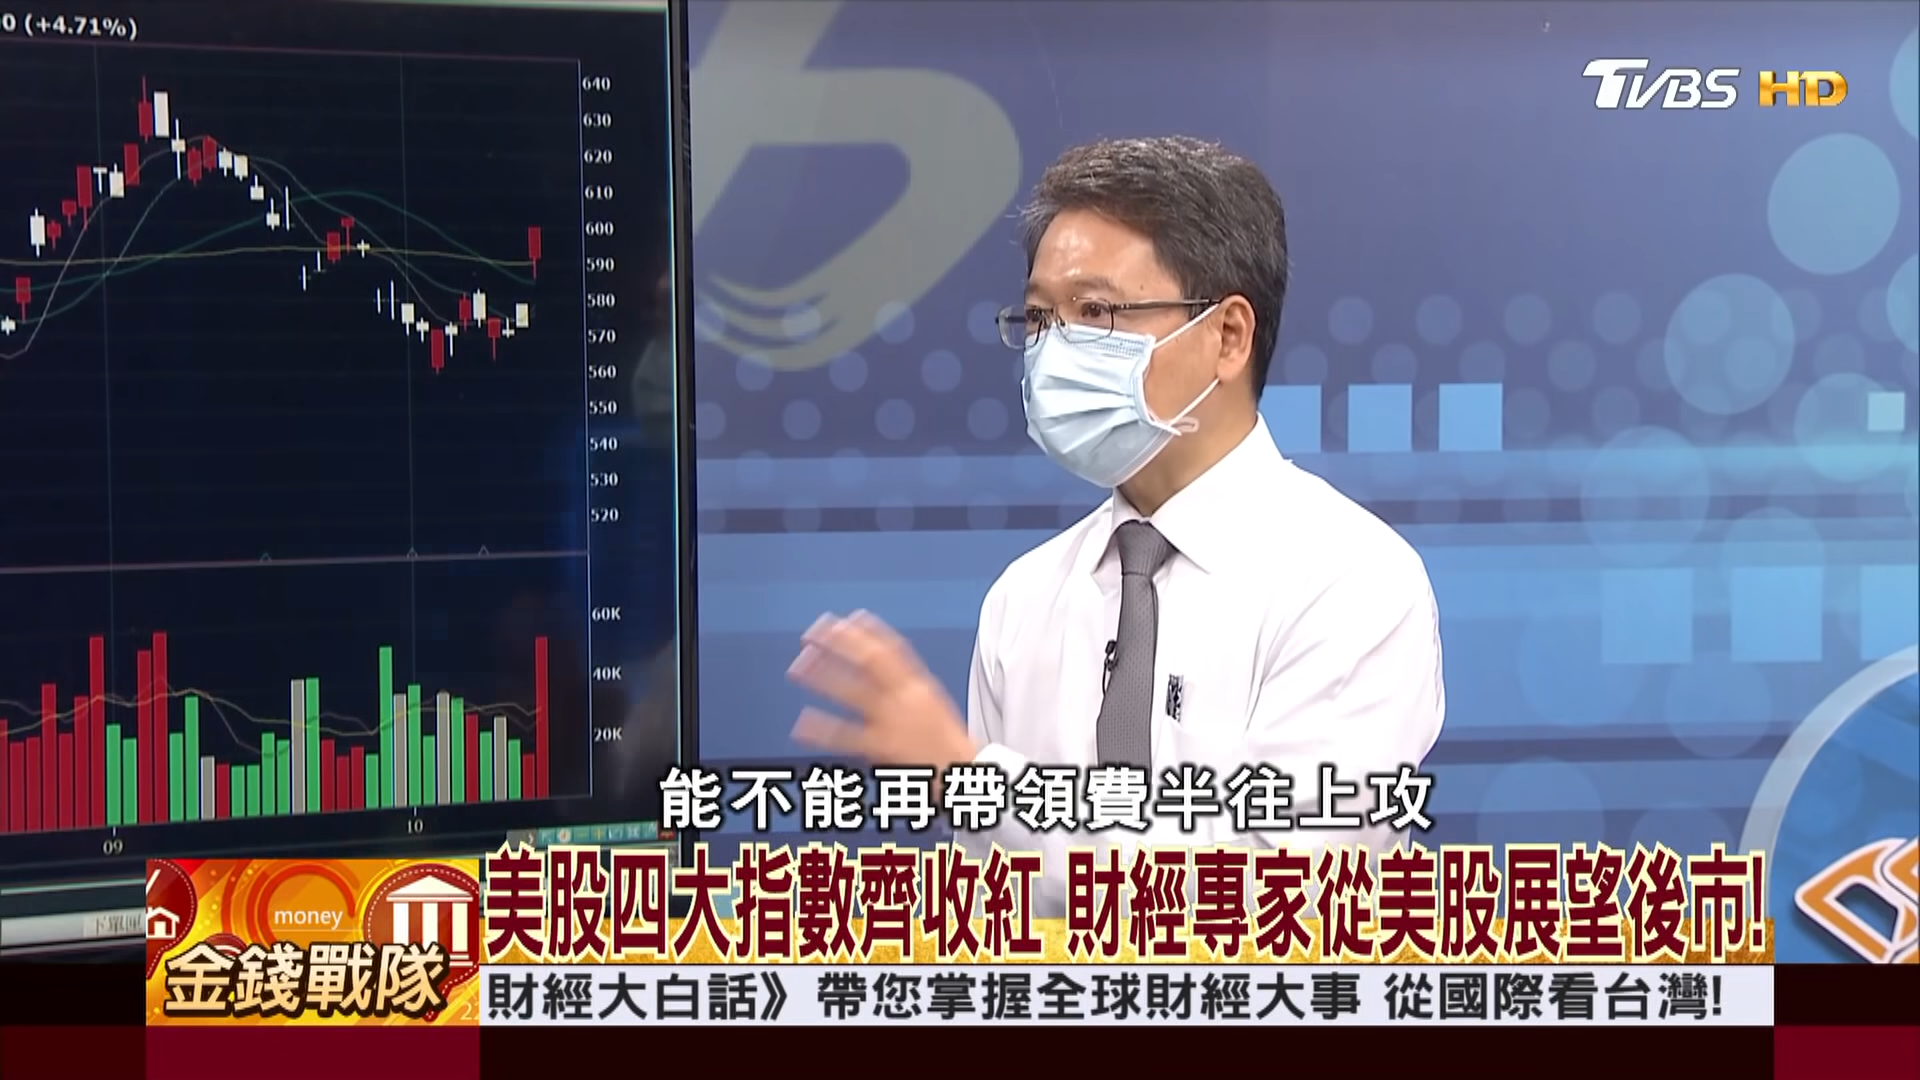 0 (+4.71%)
TVBS HD
640
630
620
610
600
590
580
570
560
550
540
530
520
60K
40K
20K
09
10
能不能再帶領費半往上攻
美股四大指數齊收紅 財經專家從美股展望後市!
money
金錢戰隊
財經大白話》帶您掌握全球財經大事 從國際看台灣!